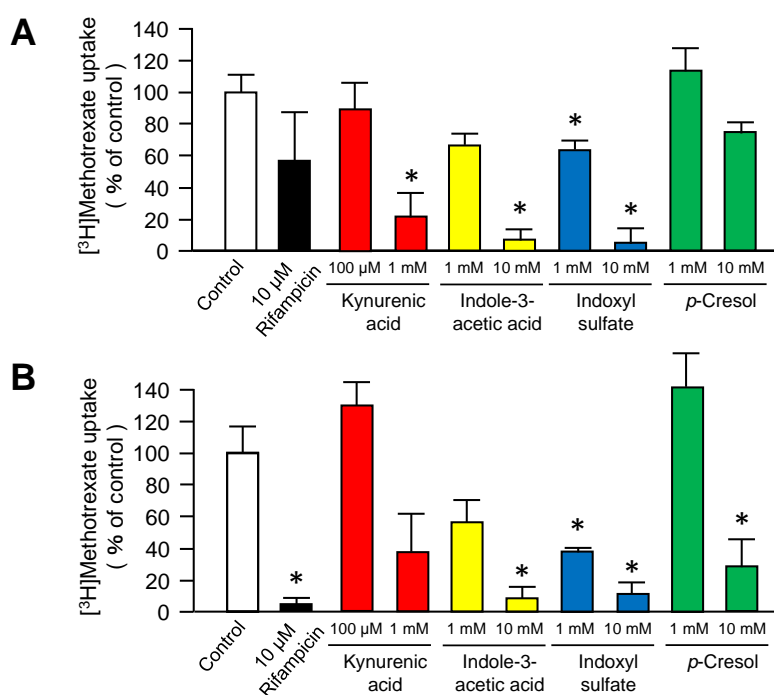 A
[³H]Methotrexate uptake
( % of control )
140
120
100
80
60
40
20
0
*
*
*
*
Control
10 µM
Rifampicin
100 µM 1 mM
1 mM 10 mM
1 mM 10 mM
1 mM 10 mM
Kynurenic
acid
Indole-3-
acetic acid
Indoxyl
sulfate
p-Cresol
B
[³H]Methotrexate uptake
( % of control )
140
120
100
80
60
40
20
0
*
*
*
*
*
Control
10 µM
Rifampicin
100 µM 1 mM
1 mM 10 mM
1 mM 10 mM
1 mM 10 mM
Kynurenic
acid
Indole-3-
acetic acid
Indoxyl
sulfate
p-Cresol